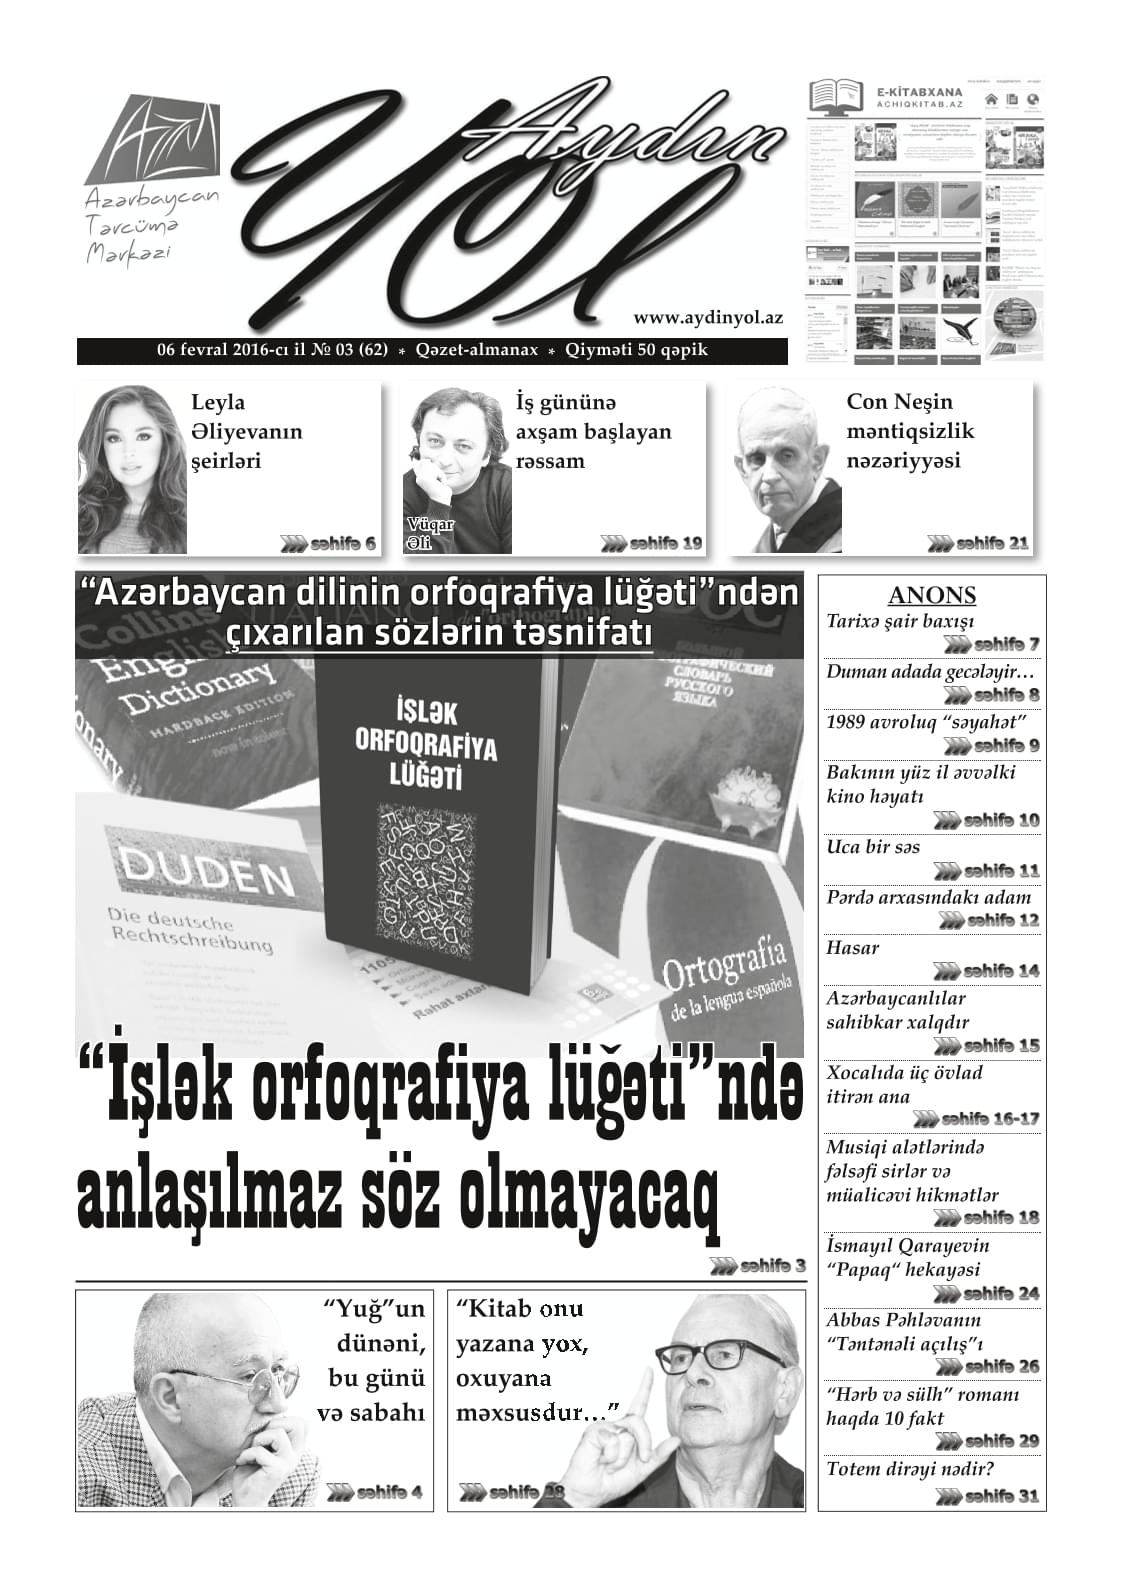 Azərbaycan
Tərcümə
Mərkəzi
Aydın
Yol
www.aydinyol.az
E-KİTABXANA
ACHIQKITAB.AZ
06 fevral 2016-cı il № 03 (62) * Qəzet-almanax * Qiyməti 50 qəpik
Leyla
Əliyevanın
şeirləri
səhifə 6
İş gününə
axşam başlayan
rəssam
Vüqar
Əli
səhifə 19
Con Neşin
məntiqsizlik
nəzəriyyəsi
səhifə 21
“Azərbaycan dilinin orfoqrafiya lüğəti”ndən
çıxarılan sözlərin təsnifatı
Collins
English
Dictionary
HARDBACK EDITION
now in colour
İŞLƏK
ORFOQRAFİYA
LÜĞƏTİ
СЛОВАРЬ
РУССКОГО
ЯЗЫКА
DUDEN
Die deutsche
Rechtschreibung
Ortografía
de la lengua española
“İşlək orfoqrafiya lüğəti”ndə
anlaşılmaz söz olmayacaq
səhifə 3
“Yuğ”un
dünəni,
bu günü
və sabahı
səhifə 4
“Kitab onu
yazana yox,
oxuyana
məxsusdur…”
səhifə 28
ANONS
Tarixə şair baxışı
səhifə 7
Duman adada gecələyir…
səhifə 8
1989 avroluq “səyahət”
səhifə 9
Bakının yüz il əvvəlki
kino həyatı
səhifə 10
Uca bir səs
səhifə 11
Pərdə arxasındakı adam
səhifə 12
Hasar
səhifə 14
Azərbaycanlılar
sahibkar xalqdır
səhifə 15
Xocalıda üç övlad
itirən ana
səhifə 16-17
Musiqi alətlərində
fəlsəfi sirlər və
müalicəvi hikmətlər
səhifə 18
İsmayıl Qarayevin
“Papaq“ hekayəsi
səhifə 24
Abbas Pəhləvanın
“Təntənəli açılış”ı
səhifə 26
“Hərb və sülh” romanı
haqda 10 fakt
səhifə 29
Totem dirəyi nədir?
səhifə 31